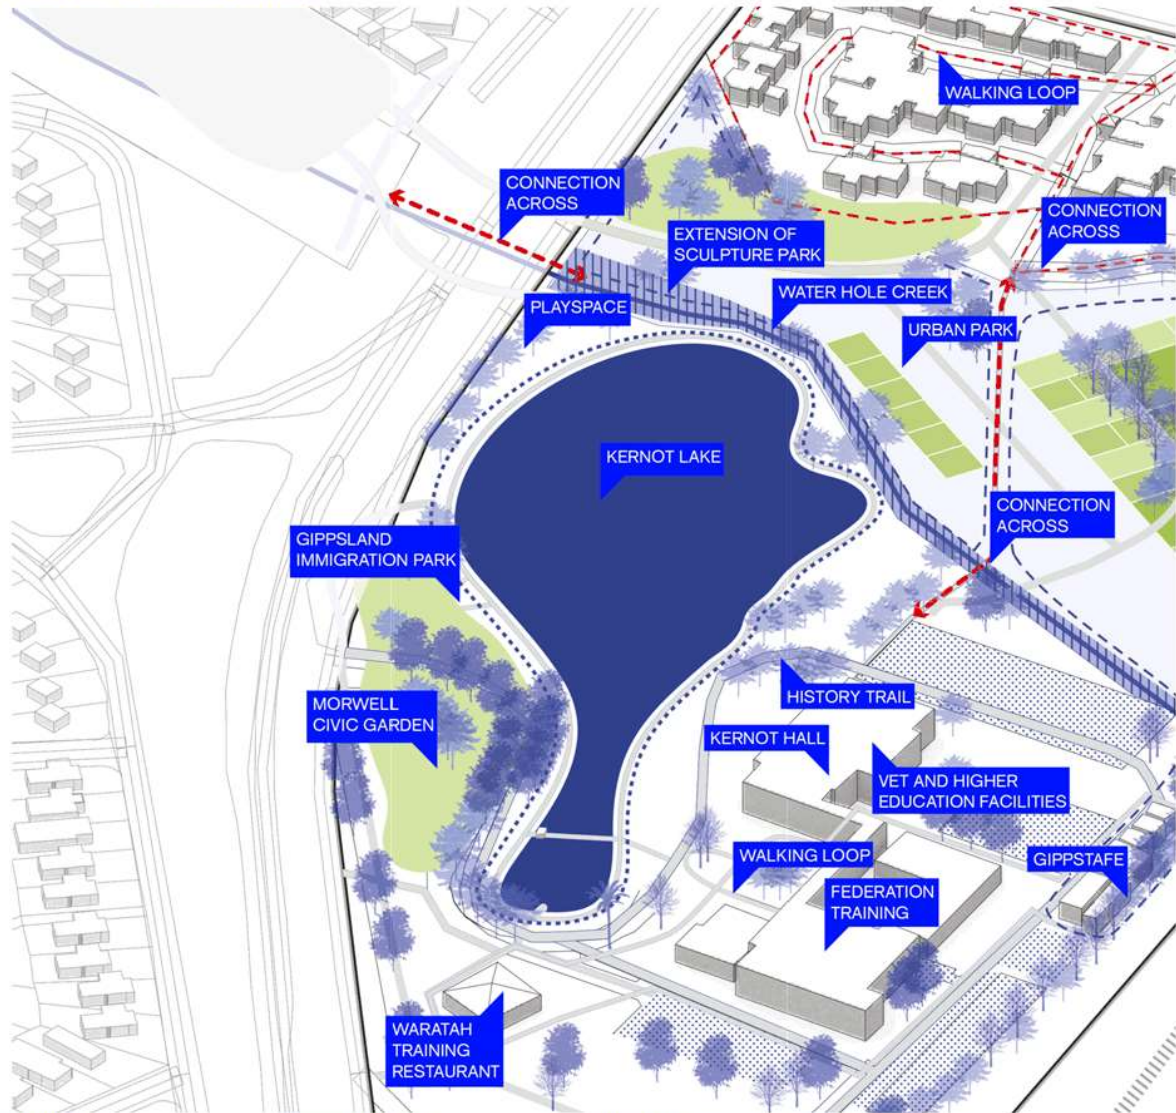 WALKING LOOP
CONNECTION
ACROSS
CONNECTION
ACROSS
EXTENSION OF
SCULPTURE PARK
WATER HOLE CREEK
PLAYSPACE
URBAN PARK
KERNOT LAKE
CONNECTION
ACROSS
GIPPSLAND
IMMIGRATION PARK
MORWELL
CIVIC GARDEN
HISTORY TRAIL
KERNOT HALL
VET AND HIGHER
EDUCATION FACILITIES
WALKING LOOP
GIPPSTAFE
FEDERATION
TRAINING
WARATAH
TRAINING
RESTAURANT